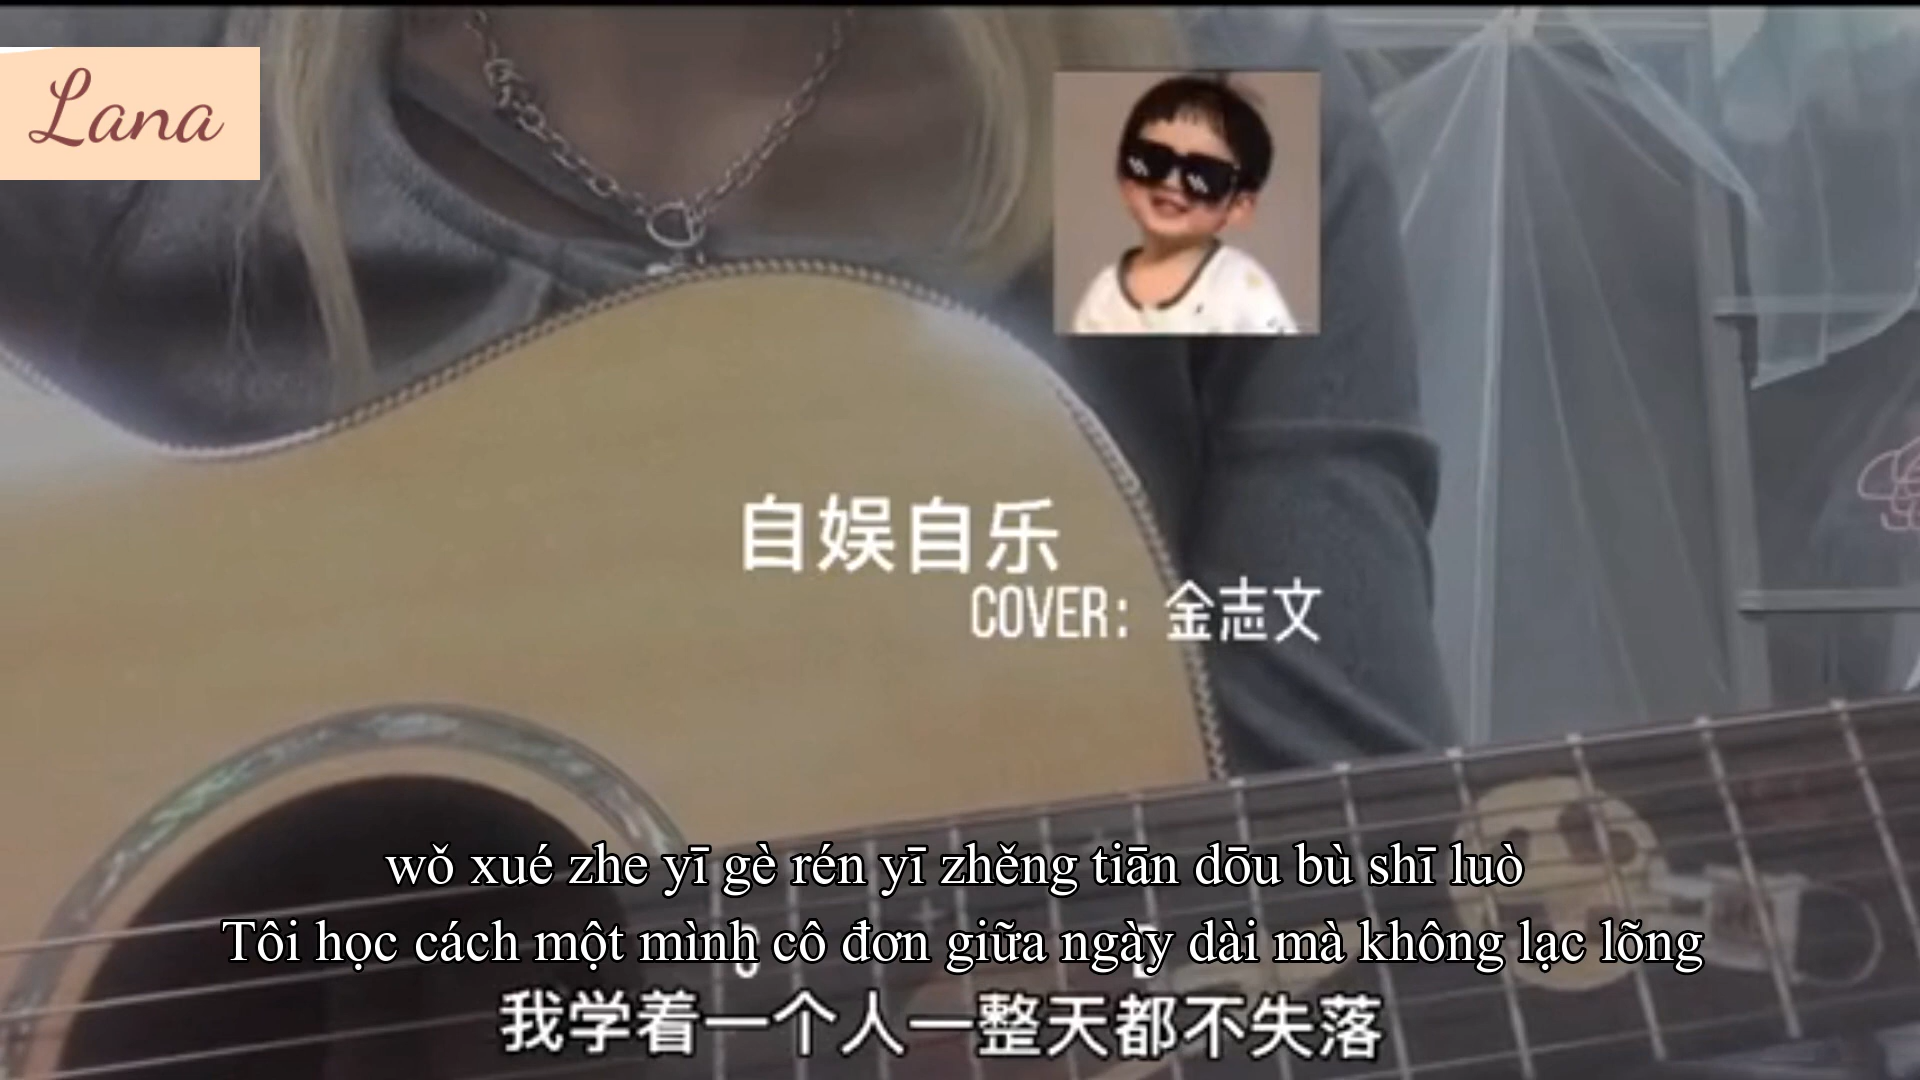 Lana
自娱自乐
COVER: 金志文
wǒ xué zhe yī gè rén yī zhěng tiān dōu bù shī luò
Tôi học cách một mình cô đơn giữa ngày dài mà không lạc lõng
我学着一个人一整天都不失落